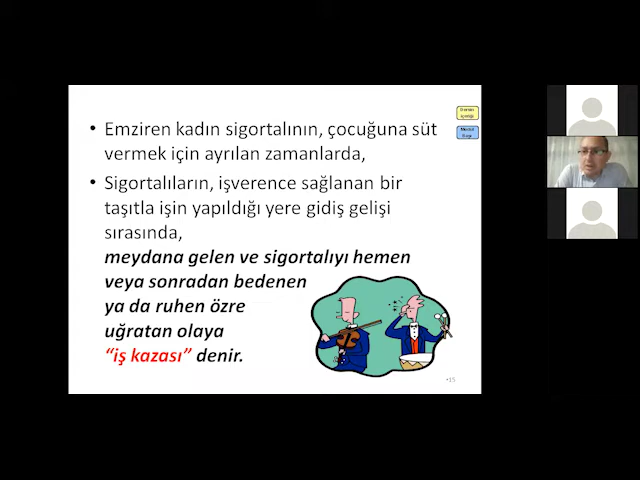 • Emziren kadın sigortalının, çocuğuna süt
vermek için ayrılan zamanlarda,
• Sigortalıların, işverence sağlanan bir
taşıtla işin yapıldığı yere gidiş gelişi
sırasında,
meydana gelen ve sigortalıyı hemen
veya sonradan bedenen
ya da ruhen özre
uğratan olaya
“iş kazası” denir.
•15